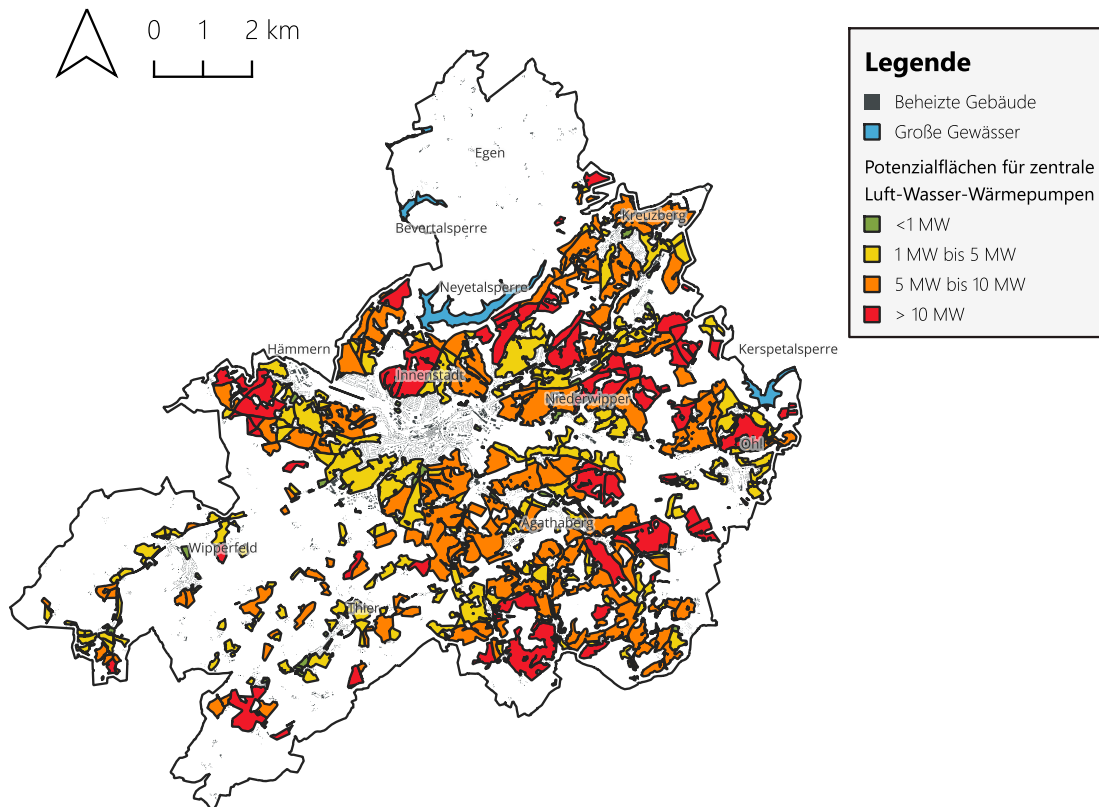 0 1 2 km
Legende
Beheizte Gebäude
Große Gewässer
Potenzialflächen für zentrale
Luft-Wasser-Wärmepumpen
<1 MW
1 MW bis 5 MW
5 MW bis 10 MW
> 10 MW
Egen
Kreuzberg
Bevertalsperre
Neyetalsperre
Hämmern
Kerspetalsperre
Innenstadt
Niederwipper
Ohl
Agathaberg
Wipperfeld
Thier